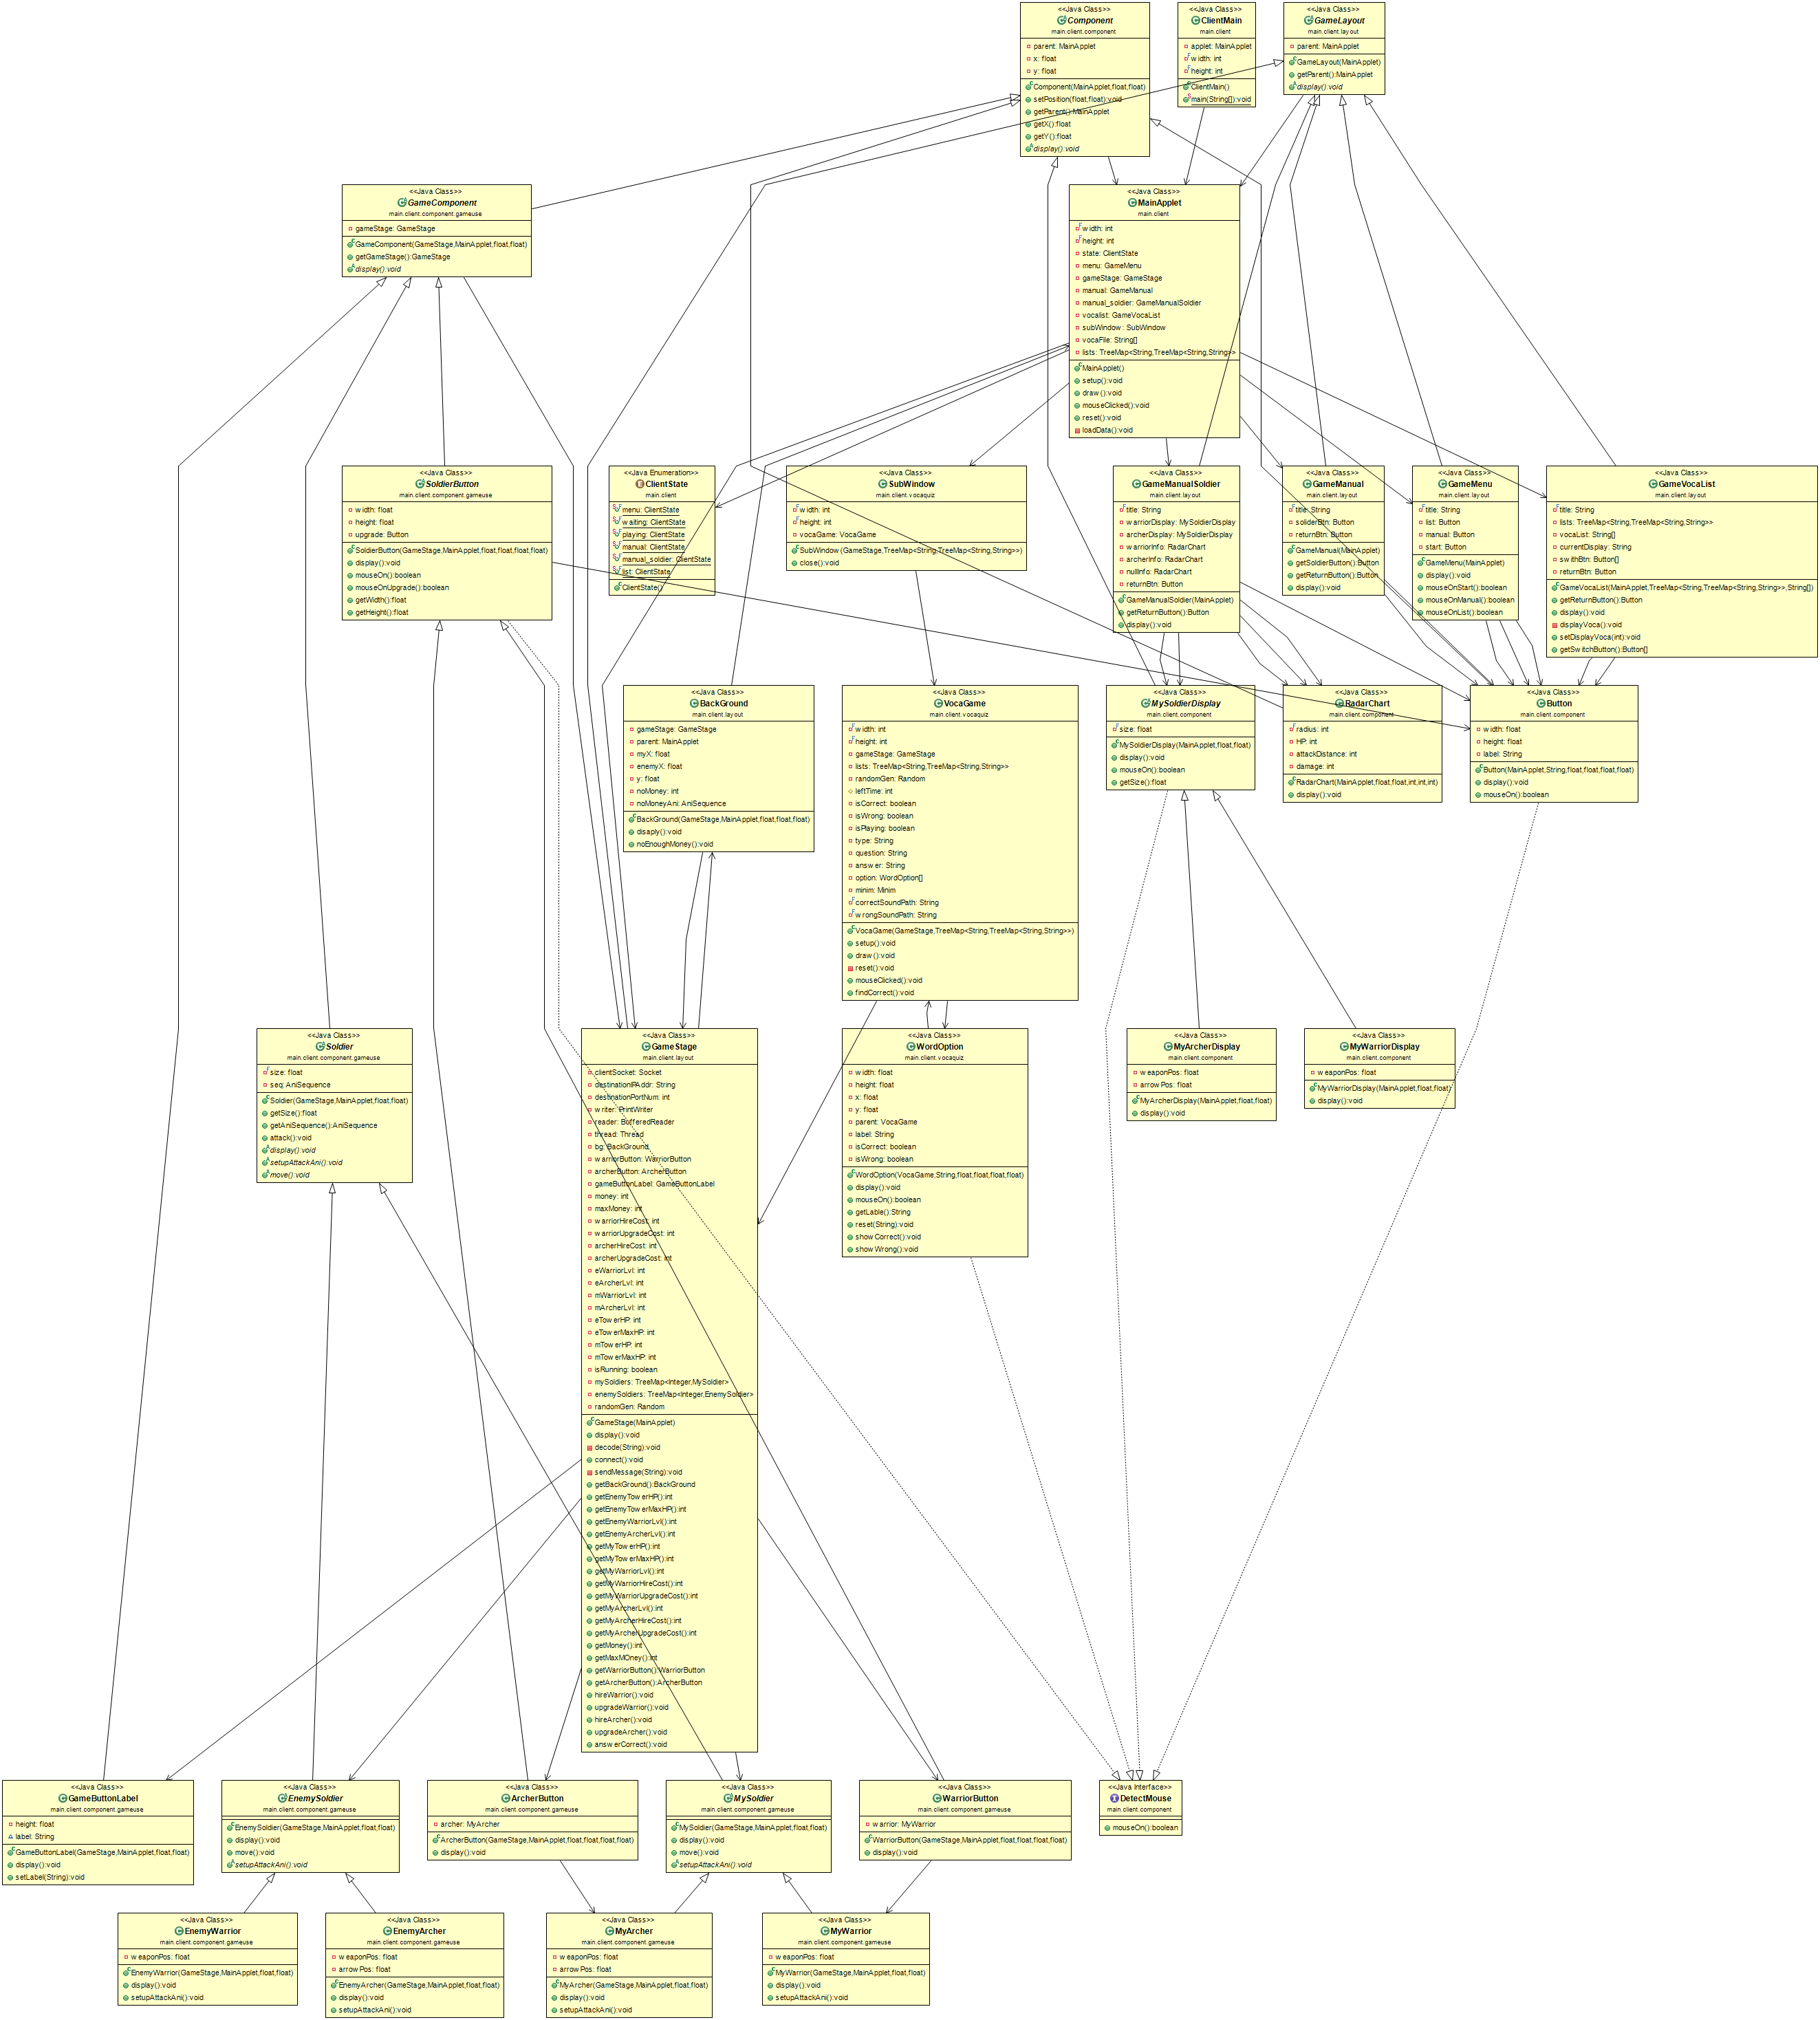 <<Java Class>>
Component
main.client.component
parent: MainApplet
x: float
y: float
Component(MainApplet,float,float)
setPosition(float,float):void
getParent():MainApplet
getX():float
getY():float
display():void
<<Java Class>>
ClientMain
main.client
applet: MainApplet
width: int
height: int
ClientMain()
main(String[]):void
<<Java Class>>
GameLayout
main.client.layout
parent: MainApplet
GameLayout(MainApplet)
getParent():MainApplet
display():void
<<Java Class>>
GameComponent
main.client.component.gameuse
gameStage: GameStage
GameComponent(GameStage,MainApplet,float,float)
getGameStage():GameStage
display():void
<<Java Class>>
MainApplet
main.client
width: int
height: int
state: ClientState
menu: GameMenu
gameStage: GameStage
manual: GameManual
manual_soldier: GameManualSoldier
vocalist: GameVocaList
subWindow: SubWindow
vocaFile: String[]
lists: TreeMap<String,TreeMap<String,String>>
MainApplet()
setup():void
draw():void
mouseClicked():void
reset():void
loadData():void
<<Java Class>>
SoldierButton
main.client.component.gameuse
width: float
height: float
upgrade: Button
SoldierButton(GameStage,MainApplet,float,float,float,float)
display():void
mouseOn():boolean
mouseOnUpgrade():boolean
getWidth():float
getHeight():float
<<Java Enumeration>>
ClientState
main.client
menu: ClientState
waiting: ClientState
playing: ClientState
manual: ClientState
manual_soldier: ClientState
list: ClientState
ClientState()
<<Java Class>>
SubWindow
main.client.vocaquiz
width: int
height: int
vocaGame: VocaGame
SubWindow(GameStage,TreeMap<String,TreeMap<String,String>>)
close():void
<<Java Class>>
GameManualSoldier
main.client.layout
title: String
warriorDisplay: MySoldierDisplay
archerDisplay: MySoldierDisplay
warriorInfo: RadarChart
archerInfo: RadarChart
nullInfo: RadarChart
returnBtn: Button
GameManualSoldier(MainApplet)
getReturnButton():Button
display():void
<<Java Class>>
GameManual
main.client.layout
title: String
soliderBtn: Button
returnBtn: Button
GameManual(MainApplet)
getSoldierButton():Button
getReturnButton():Button
display():void
<<Java Class>>
GameMenu
main.client.layout
title: String
list: Button
manual: Button
start: Button
GameMenu(MainApplet)
display():void
mouseOnStart():boolean
mouseOnManual():boolean
mouseOnList():boolean
<<Java Class>>
GameVocaList
main.client.layout
title: String
lists: TreeMap<String,TreeMap<String,String>>
vocaList: String[]
currentDisplay: String
swithBtn: Button[]
returnBtn: Button
GameVocaList(MainApplet,TreeMap<String,TreeMap<String,String>>,String[])
getReturnButton():Button
display():void
displayVoca():void
setDisplayVoca(int):void
getSwitchButton():Button[]
<<Java Class>>
BackGround
main.client.layout
gameStage: GameStage
parent: MainApplet
myX: float
enemyX: float
y: float
noMoney: int
noMoneyAni: AniSequence
BackGround(GameStage,MainApplet,float,float,float)
disaply():void
noEnoughMoney():void
<<Java Class>>
VocaGame
main.client.vocaquiz
width: int
height: int
gameStage: GameStage
lists: TreeMap<String,TreeMap<String,String>>
randomGen: Random
leftTime: int
isCorrect: boolean
isWrong: boolean
isPlaying: boolean
type: String
question: String
answer: String
option: WordOption[]
minim: Minim
correctSoundPath: String
wrongSoundPath: String
VocaGame(GameStage,TreeMap<String,TreeMap<String,String>>)
setup():void
draw():void
reset():void
mouseClicked():void
findCorrect():void
<<Java Class>>
MySoldierDisplay
main.client.component
size: float
MySoldierDisplay(MainApplet,float,float)
display():void
mouseOn():boolean
getSize():float
<<Java Class>>
RadarChart
main.client.component
radius: int
HP: int
attackDistance: int
damage: int
RadarChart(MainApplet,float,float,int,int,int)
display():void
<<Java Class>>
Button
main.client.component
width: float
height: float
label: String
Button(MainApplet,String,float,float,float,float)
display():void
mouseOn():boolean
<<Java Class>>
Soldier
main.client.component.gameuse
size: float
seq: AniSequence
Soldier(GameStage,MainApplet,float,float)
getSize():float
getAniSequence():AniSequence
attack():void
display():void
setupAttackAni():void
move():void
<<Java Class>>
GameStage
main.client.layout
clientSocket: Socket
destinationIPAddr: String
destinationPortNum: int
writer: PrintWriter
reader: BufferedReader
thread: Thread
bg: BackGround
warriorButton: WarriorButton
archerButton: ArcherButton
gameButtonLabel: GameButtonLabel
money: int
maxMoney: int
warriorHireCost: int
warriorUpgradeCost: int
archerHireCost: int
archerUpgradeCost: int
eWarriorLvl: int
eArcherLvl: int
mWarriorLvl: int
mArcherLvl: int
eTowerHP: int
eTowerMaxHP: int
mTowerHP: int
mTowerMaxHP: int
isRunning: boolean
mySoldiers: TreeMap<Integer,MySoldier>
enemySoldiers: TreeMap<Integer,EnemySoldier>
randomGen: Random
GameStage(MainApplet)
display():void
decode(String):void
connect():void
sendMessage(String):void
getBackGround():BackGround
getEnemyTowerHP():int
getEnemyTowerMaxHP():int
getEnemyWarriorLvl():int
getEnemyArcherLvl():int
getMyTowerHP():int
getMyTowerMaxHP():int
getMyWarriorLvl():int
getMyWarriorHireCost():int
getMyWarriorUpgradeCost():int
getMyArcherLvl():int
getMyArcherHireCost():int
getMyArcherUpgradeCost():int
getMoney():int
getMaxMOney():int
getWarriorButton():WarriorButton
getArcherButton():ArcherButton
hireWarrior():void
upgradeWarrior():void
hireArcher():void
upgradeArcher():void
answerCorrect():void
<<Java Class>>
WordOption
main.client.vocaquiz
width: float
height: float
x: float
y: float
parent: VocaGame
label: String
isCorrect: boolean
isWrong: boolean
WordOption(VocaGame,String,float,float,float,float)
display():void
mouseOn():boolean
getLable():String
reset(String):void
showCorrect():void
showWrong():void
<<Java Class>>
MyArcherDisplay
main.client.component
weaponPos: float
arrowPos: float
MyArcherDisplay(MainApplet,float,float)
display():void
<<Java Class>>
MyWarriorDisplay
main.client.component
weaponPos: float
MyWarriorDisplay(MainApplet,float,float)
display():void
<<Java Class>>
GameButtonLabel
main.client.component.gameuse
height: float
label: String
GameButtonLabel(GameStage,MainApplet,float,float)
display():void
setLabel(String):void
<<Java Class>>
EnemySoldier
main.client.component.gameuse
EnemySoldier(GameStage,MainApplet,float,float)
display():void
move():void
setupAttackAni():void
<<Java Class>>
ArcherButton
main.client.component.gameuse
archer: MyArcher
ArcherButton(GameStage,MainApplet,float,float,float,float)
display():void
<<Java Class>>
MySoldier
main.client.component.gameuse
MySoldier(GameStage,MainApplet,float,float)
display():void
move():void
setupAttackAni():void
<<Java Class>>
WarriorButton
main.client.component.gameuse
warrior: MyWarrior
WarriorButton(GameStage,MainApplet,float,float,float,float)
display():void
<<Java Interface>>
DetectMouse
main.client.component
mouseOn():boolean
<<Java Class>>
EnemyWarrior
main.client.component.gameuse
weaponPos: float
EnemyWarrior(GameStage,MainApplet,float,float)
display():void
setupAttackAni():void
<<Java Class>>
EnemyArcher
main.client.component.gameuse
weaponPos: float
arrowPos: float
EnemyArcher(GameStage,MainApplet,float,float)
display():void
setupAttackAni():void
<<Java Class>>
MyArcher
main.client.component.gameuse
weaponPos: float
arrowPos: float
MyArcher(GameStage,MainApplet,float,float)
display():void
setupAttackAni():void
<<Java Class>>
MyWarrior
main.client.component.gameuse
weaponPos: float
MyWarrior(GameStage,MainApplet,float,float)
display():void
setupAttackAni():void